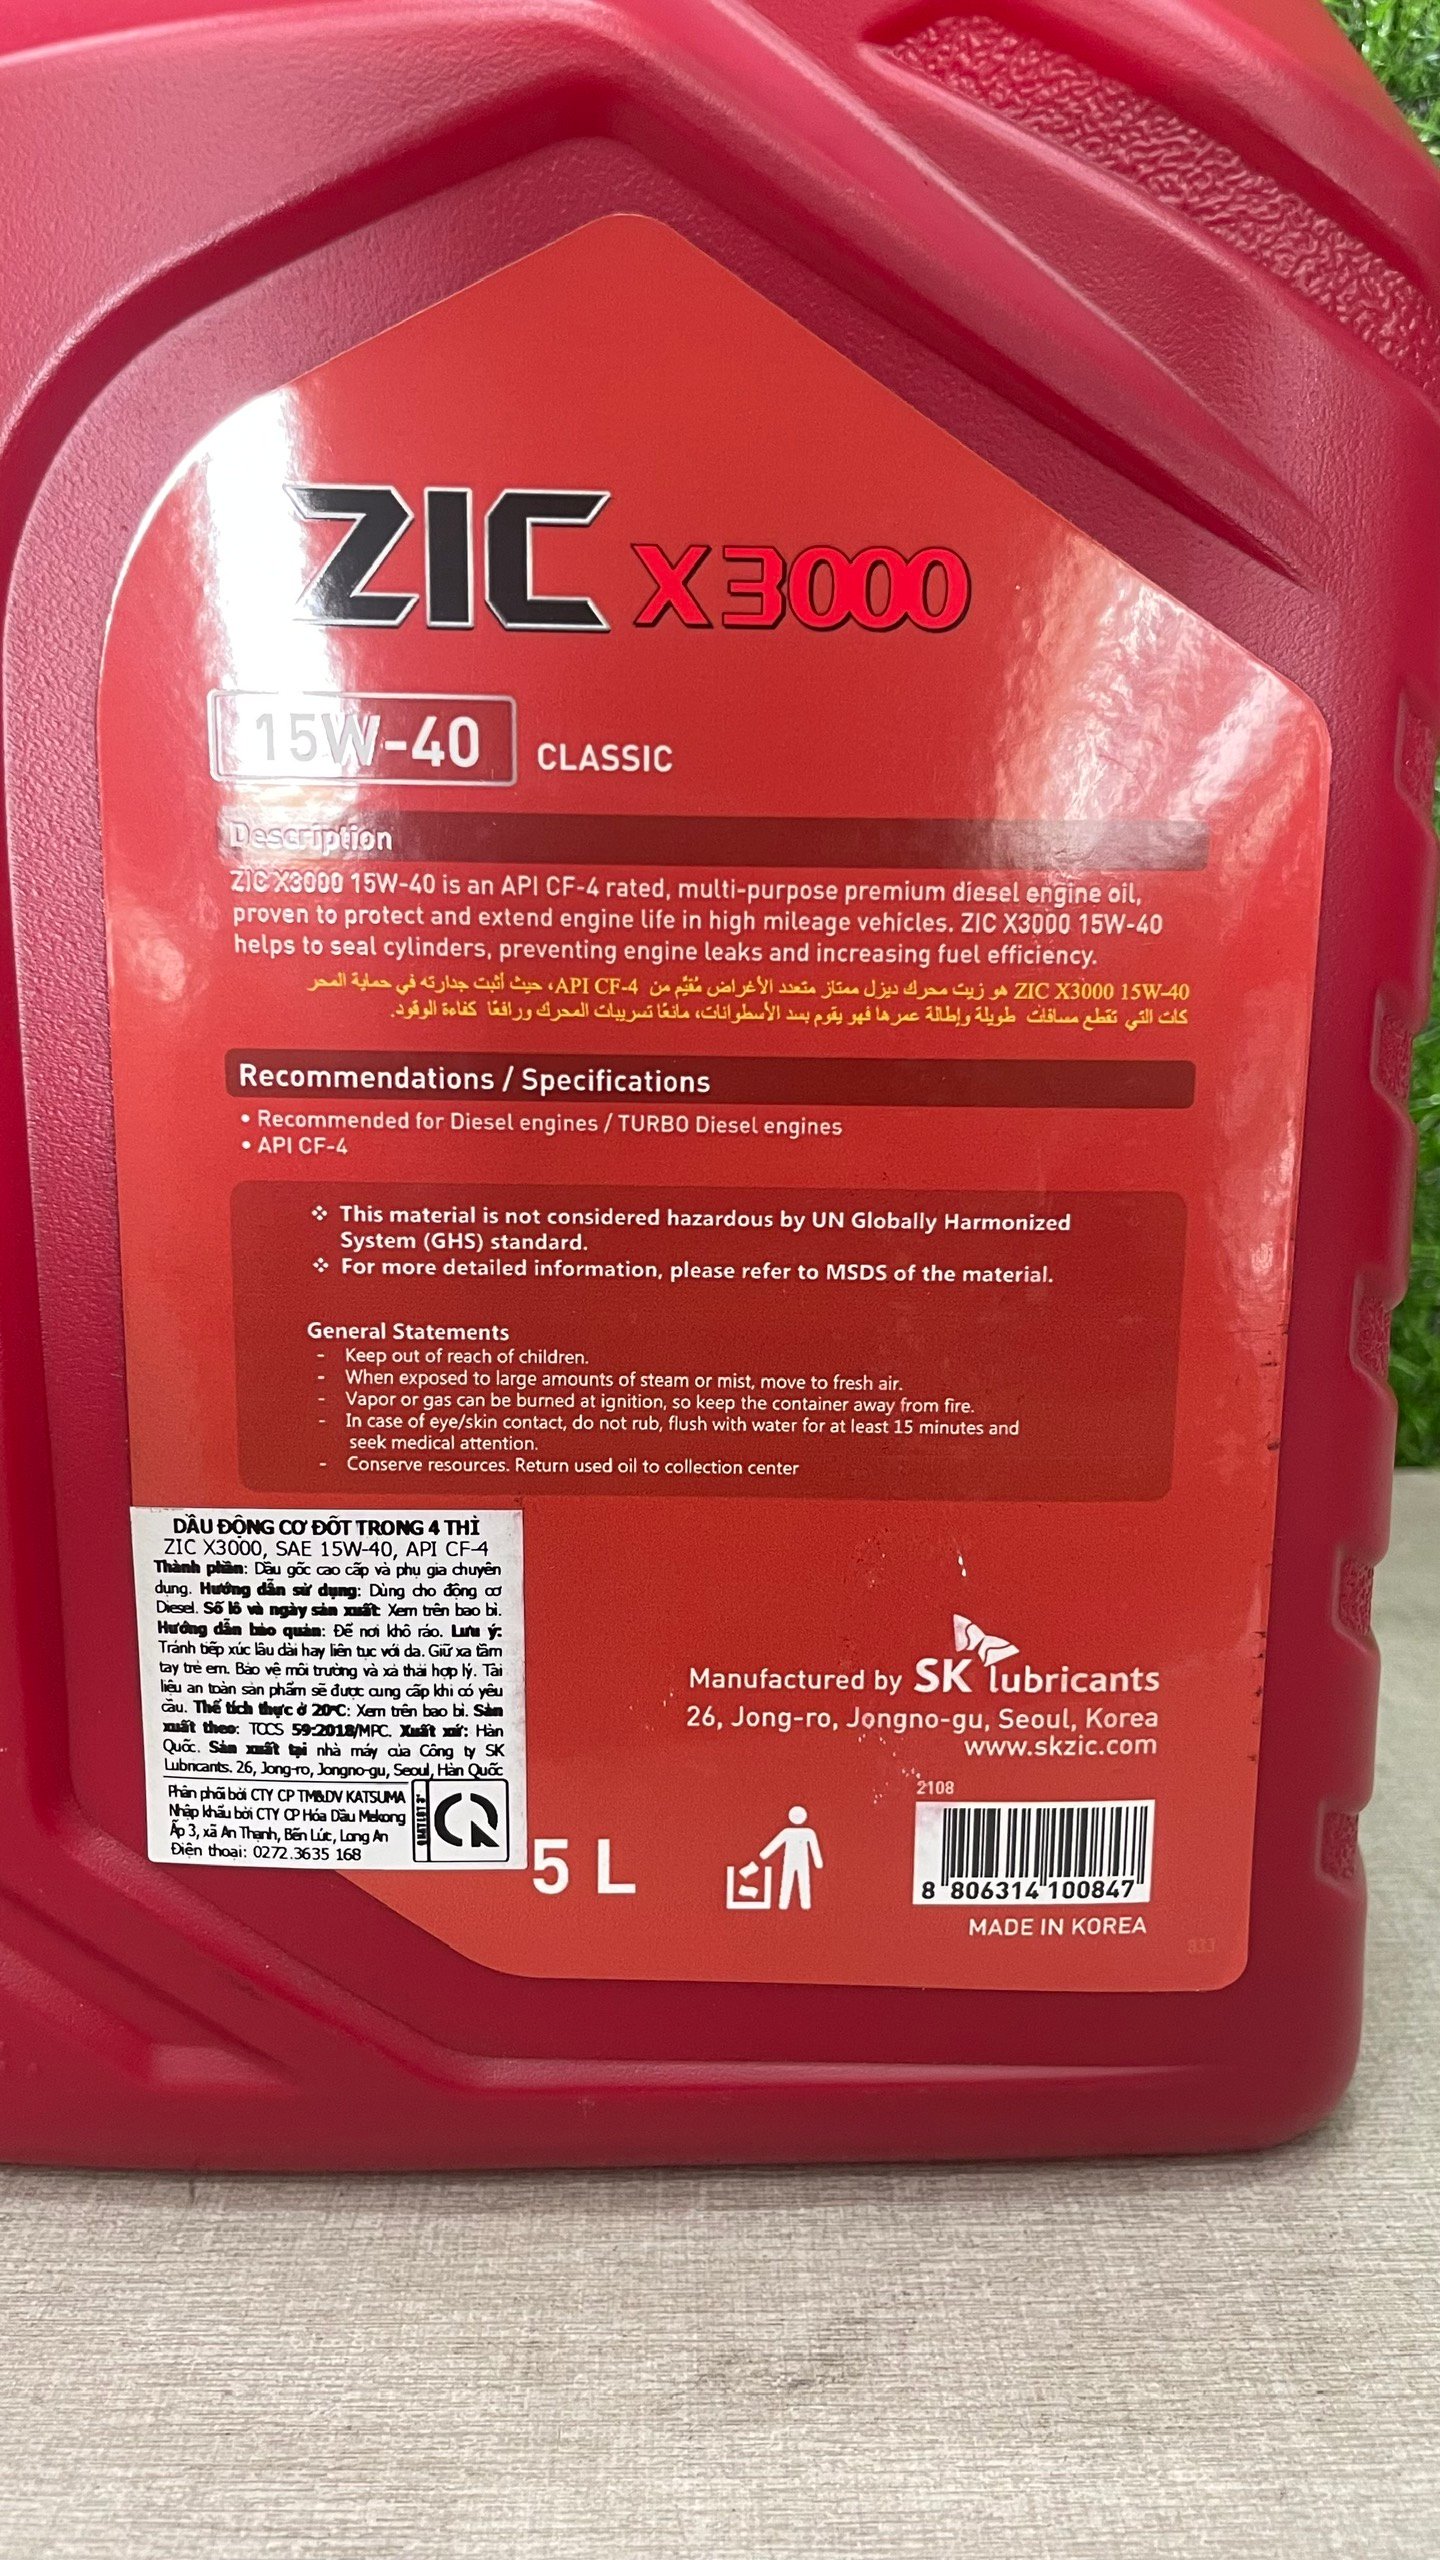 ZIC X3000
15W-40 CLASSIC
Description
ZIC X3000 15W-40 is an API CF-4 rated, multi-purpose premium diesel engine oil,
proven to protect and extend engine life in high mileage vehicles. ZIC X3000 15W-40
helps to seal cylinders, preventing engine leaks and increasing fuel efficiency.
ZIC X3000 15W-40 هو زيت محرك ديزل ممتاز متعدد الأغراض مُقيَّم من API CF-4، حيث أثبت جدارته في حماية المحر
كات التي تقطع مسافات طويلة وإطالة عمرها فهو يقوم بسد الأسطوانات، مانعًا تسريبات المحرك ورافعًا كفاءة الوقود.
Recommendations / Specifications
• Recommended for Diesel engines / TURBO Diesel engines
• API CF-4
❖ This material is not considered hazardous by UN Globally Harmonized
System (GHS) standard.
❖ For more detailed information, please refer to MSDS of the material.
General Statements
- Keep out of reach of children.
- When exposed to large amounts of steam or mist, move to fresh air.
- Vapor or gas can be burned at ignition, so keep the container away from fire.
- In case of eye/skin contact, do not rub, flush with water for at least 15 minutes and
seek medical attention.
- Conserve resources. Return used oil to collection center
DẦU ĐỘNG CƠ ĐỐT TRONG 4 THÌ
ZIC X3000, SAE 15W-40, API CF-4
Thành phần: Dầu gốc cao cấp và phụ gia chuyên
dụng. Hướng dẫn sử dụng: Dùng cho động cơ
Diesel. Số lô và ngày sản xuất: Xem trên bao bì.
Hướng dẫn bảo quản: Để nơi khô ráo. Lưu ý:
Tránh tiếp xúc lâu dài hay liên tục với da. Giữ xa tầm
tay trẻ em. Bảo vệ môi trường và xả thải hợp lý. Tài
liệu an toàn sản phẩm sẽ được cung cấp khi có yêu
cầu. Thể tích thực ở 20°C: Xem trên bao bì. Sản
xuất theo: TCCS 59:2018/MPC. Xuất xứ: Hàn
Quốc. Sản xuất tại nhà máy của Công ty SK
Lubricants. 26, Jong-ro, Jongno-gu, Seoul, Hàn Quốc
Phân phối bởi CTY CP TM&DV KATSUMA
Nhập khẩu bởi CTY CP Hóa Dầu Mekong
Ấp 3, xã An Thạnh, Bến Lức, Long An
Điện thoại: 0272.3635 168
Manufactured by SK lubricants
26, Jong-ro, Jongno-gu, Seoul, Korea
www.skzic.com
2108
5 L
8 806314 100847
MADE IN KOREA